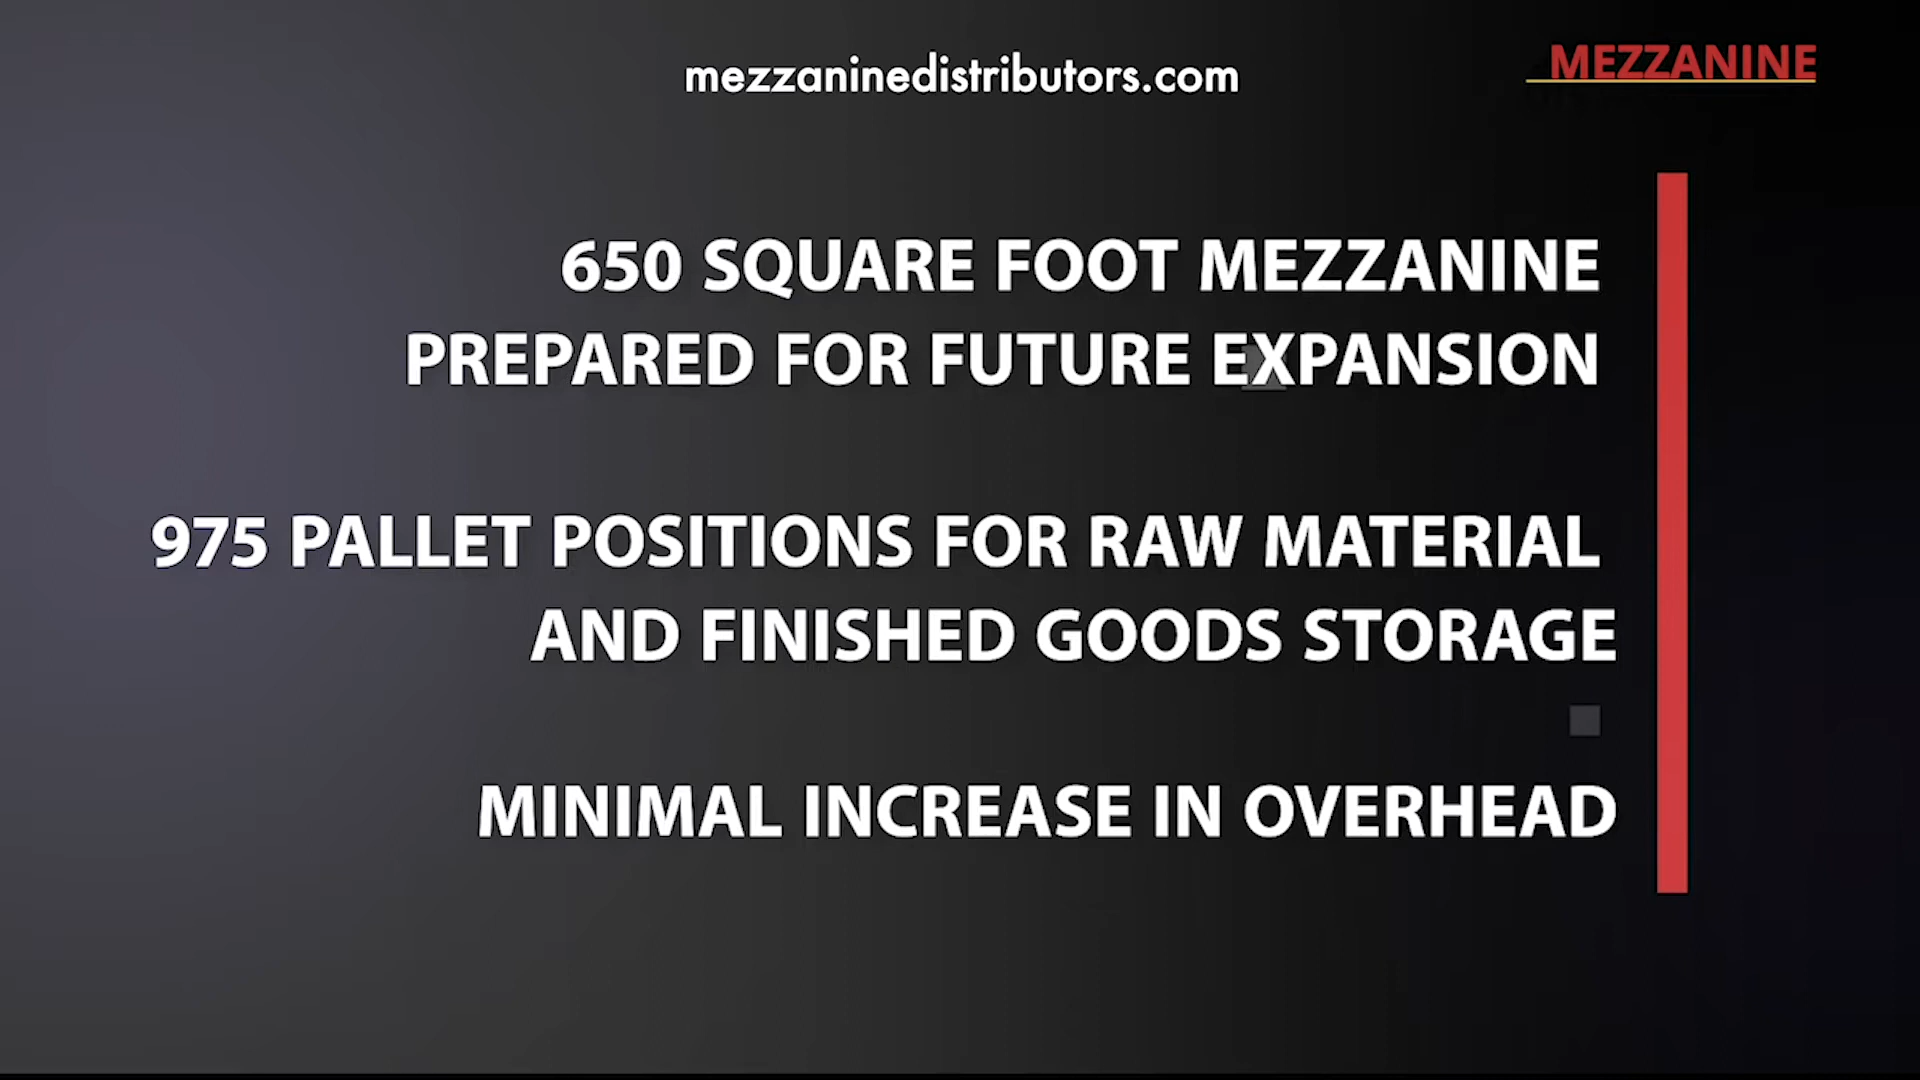 mezzaninedistributors.com
MEZZANINE
650 SQUARE FOOT MEZZANINE
PREPARED FOR FUTURE EXPANSION
975 PALLET POSITIONS FOR RAW MATERIAL
AND FINISHED GOODS STORAGE
MINIMAL INCREASE IN OVERHEAD